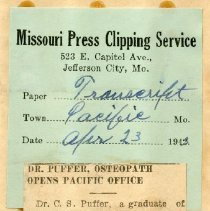 Missouri Press Clipping Service
523 E. Capitol Ave.,
Jefferson City, Mo.
Paper Transcript
Town Pacific Mo.
Date Apr 23 194
DR. PUFFER, OSTEOPATH
OPENS PACIFIC OFFICE
Dr. C. S. Puffer, a graduate of